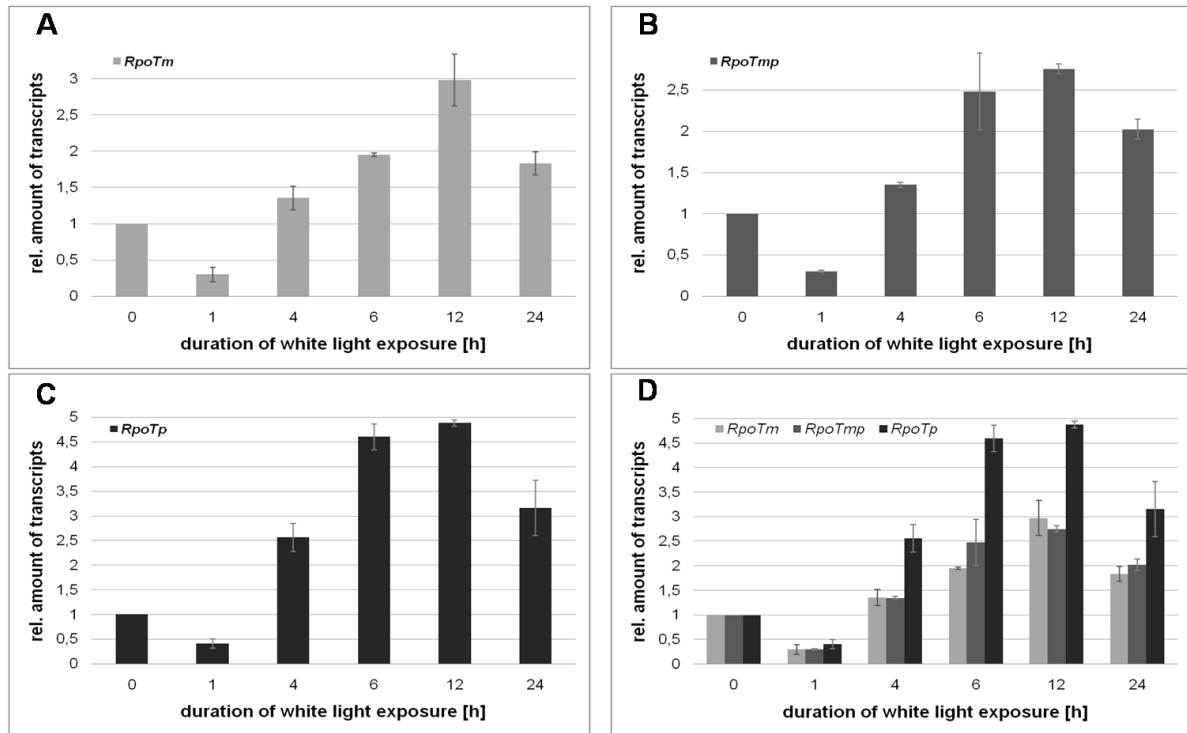 A
RpoTm
rel. amount of transcripts
3
2,5
2
1,5
1
0,5
0
0 1 4 6 12 24
duration of white light exposure [h]
B
RpoTmp
rel. amount of transcripts
2,5
2
1,5
1
0,5
0
0 1 4 6 12 24
duration of white light exposure [h]
C
RpoTp
rel. amount of transcripts
5
4,5
4
3,5
3
2,5
2
1,5
1
0,5
0
0 1 4 6 12 24
duration of white light exposure [h]
D
RpoTm RpoTmp RpoTp
rel. amount of transcripts
5
4,5
4
3,5
3
2,5
2
1,5
1
0,5
0
0 1 4 6 12 24
duration of white light exposure [h]